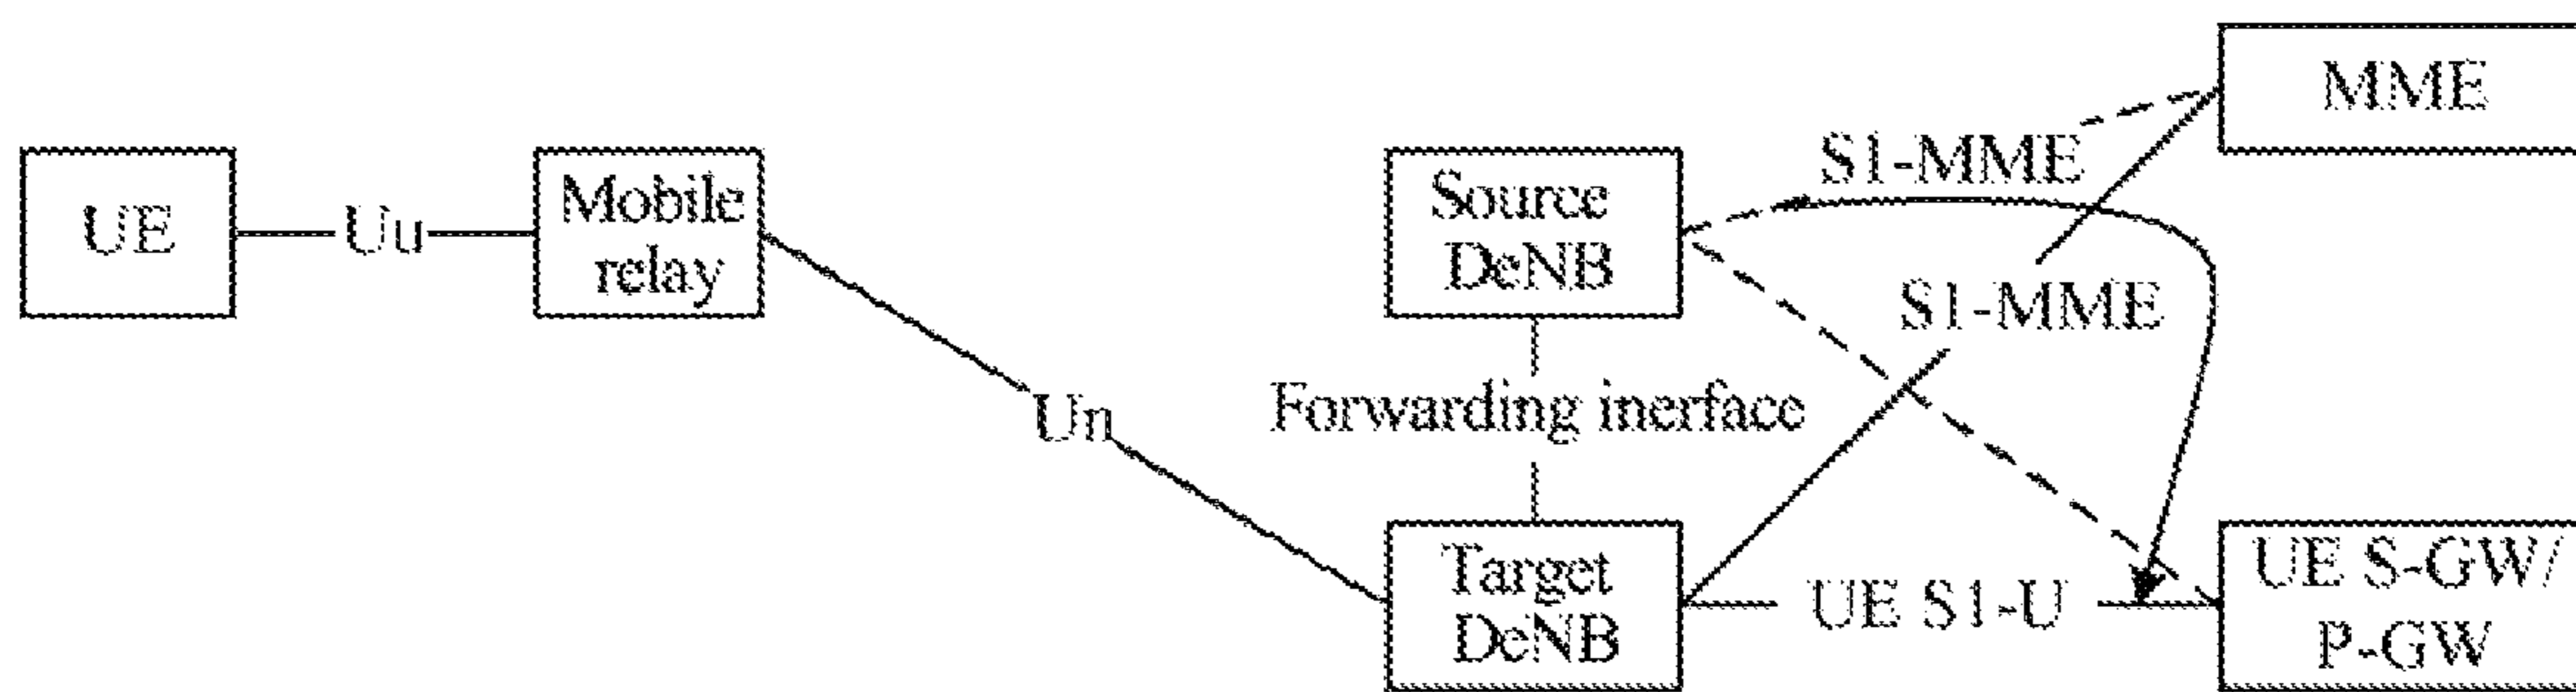 MME
S1-MME
UE
Uu
Mobile
relay
Source
DeNB
S1-MME
Un
Forwarding inerface
Target
DeNB
UE S1-U
UE S-GW/
P-GW